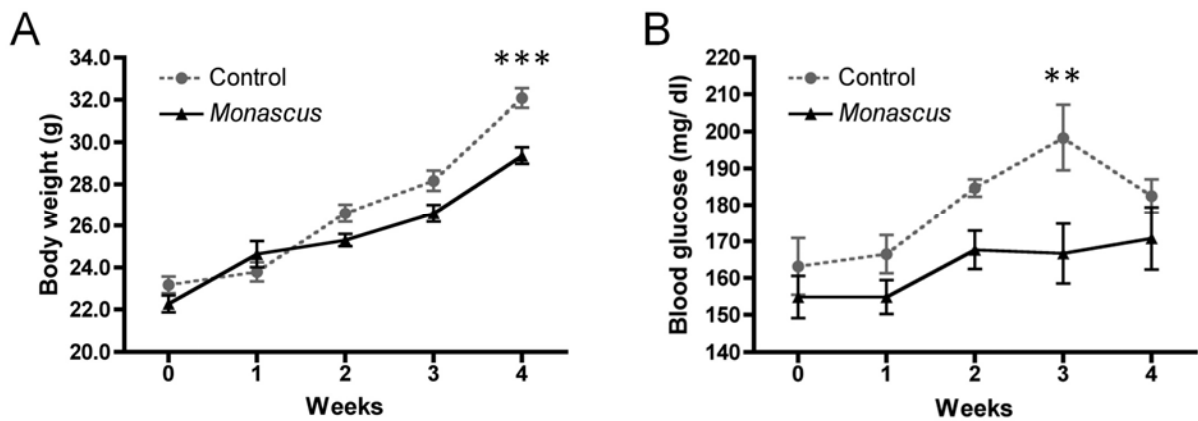 A
Body weight (g)
34.0
32.0
30.0
28.0
26.0
24.0
22.0
20.0
Control
Monascus
***
0 1 2 3 4
Weeks
B
Blood glucose (mg/ dl)
220
210
200
190
180
170
160
150
140
Control
Monascus
**
0 1 2 3 4
Weeks